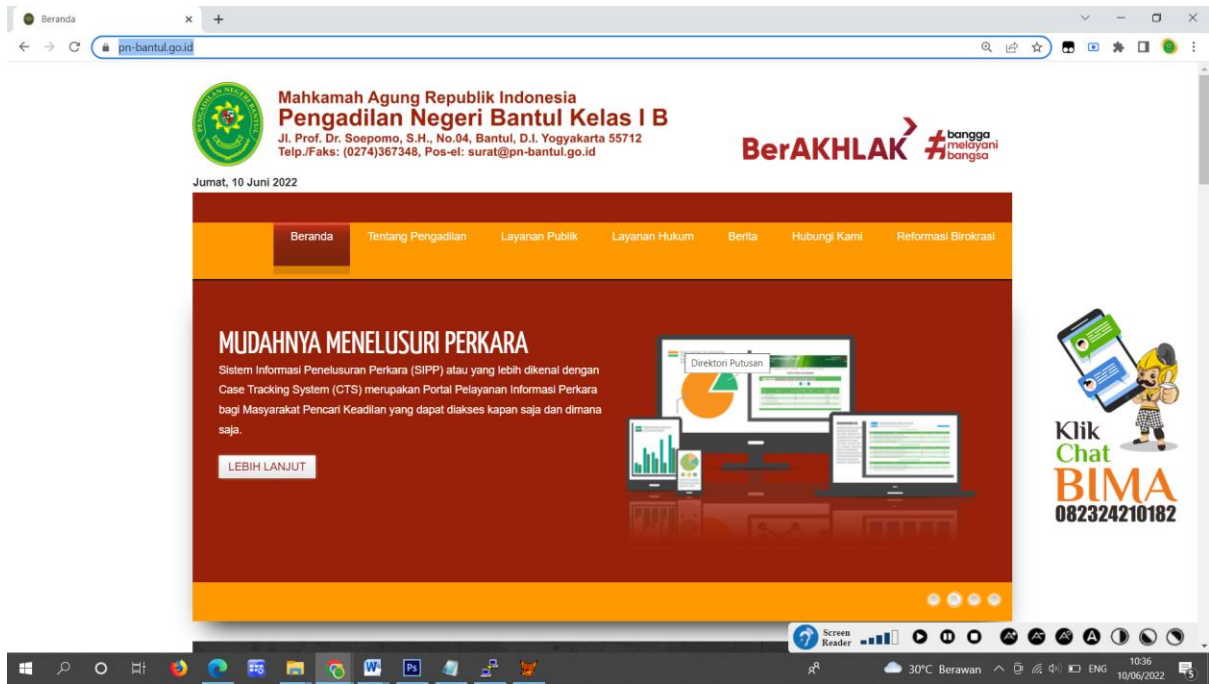 Beranda
pn-bantul.go.id
PENGADILAN NEGERI BANTUL
Mahkamah Agung Republik Indonesia
Pengadilan Negeri Bantul Kelas I B
Jl. Prof. Dr. Soepomo, S.H., No.04, Bantul, D.I. Yogyakarta 55712
Telp./Faks: (0274)367348, Pos-el: surat@pn-bantul.go.id
BerAKHLAK
#bangga
melayani
bangsa
Jumat, 10 Juni 2022
Beranda Tentang Pengadilan Layanan Publik Layanan Hukum Berita Hubungi Kami Reformasi Birokrasi
MUDAHNYA MENELUSURI PERKARA
Sistem Informasi Penelusuran Perkara (SIPP) atau yang lebih dikenal dengan
Case Tracking System (CTS) merupakan Portal Pelayanan Informasi Perkara
bagi Masyarakat Pencari Keadilan yang dapat diakses kapan saja dan dimana
saja.
LEBIH LANJUT
Direktori Putusan
Klik
Chat
BIMA
082324210182
Screen
Reader
30°C Berawan
ENG
10:36
10/06/2022
5